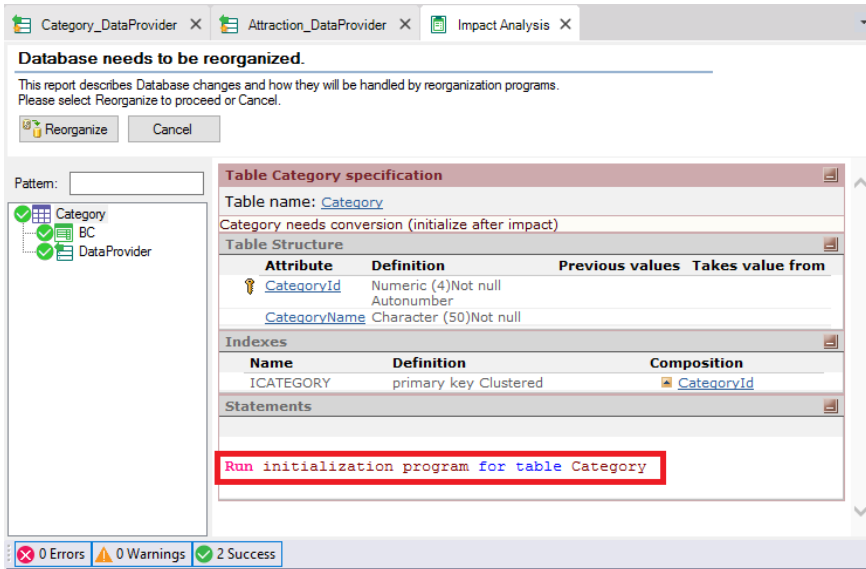 Category_DataProvider
Attraction_DataProvider
Impact Analysis
Database needs to be reorganized.
This report describes Database changes and how they will be handled by reorganization programs.
Please select Reorganize to proceed or Cancel.
Reorganize
Cancel
Pattern:
Category
BC
DataProvider
Table Category specification
Table name: Category
Category needs conversion (initialize after impact)
Table Structure
Attribute Definition Previous values Takes value from
CategoryId Numeric (4)Not null
Autonumber
CategoryName Character (50)Not null
Indexes
Name Definition Composition
ICATEGORY primary key Clustered CategoryId
Statements
Run initialization program for table Category
0 Errors 0 Warnings 2 Success